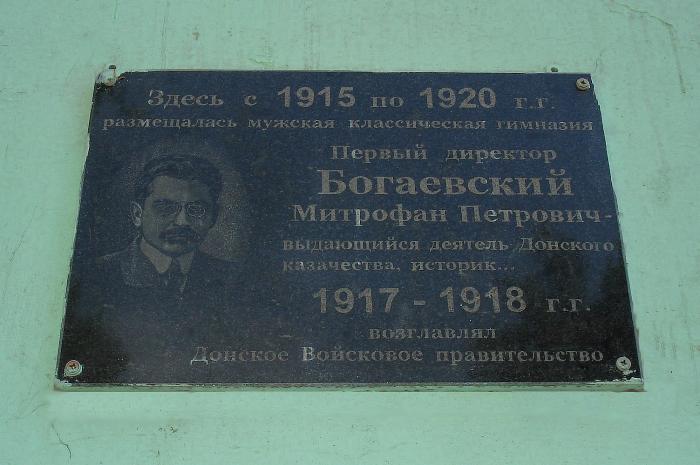 Здесь с 1915 по 1920 г.г.
размещалась мужская классическая гимназия
Первый директор
Богаевский
Митрофан Петрович-
выдающийся деятель Донского
казачества, историк...
1917 - 1918 г.г.
возглавлял
Донское Войсковое правительство